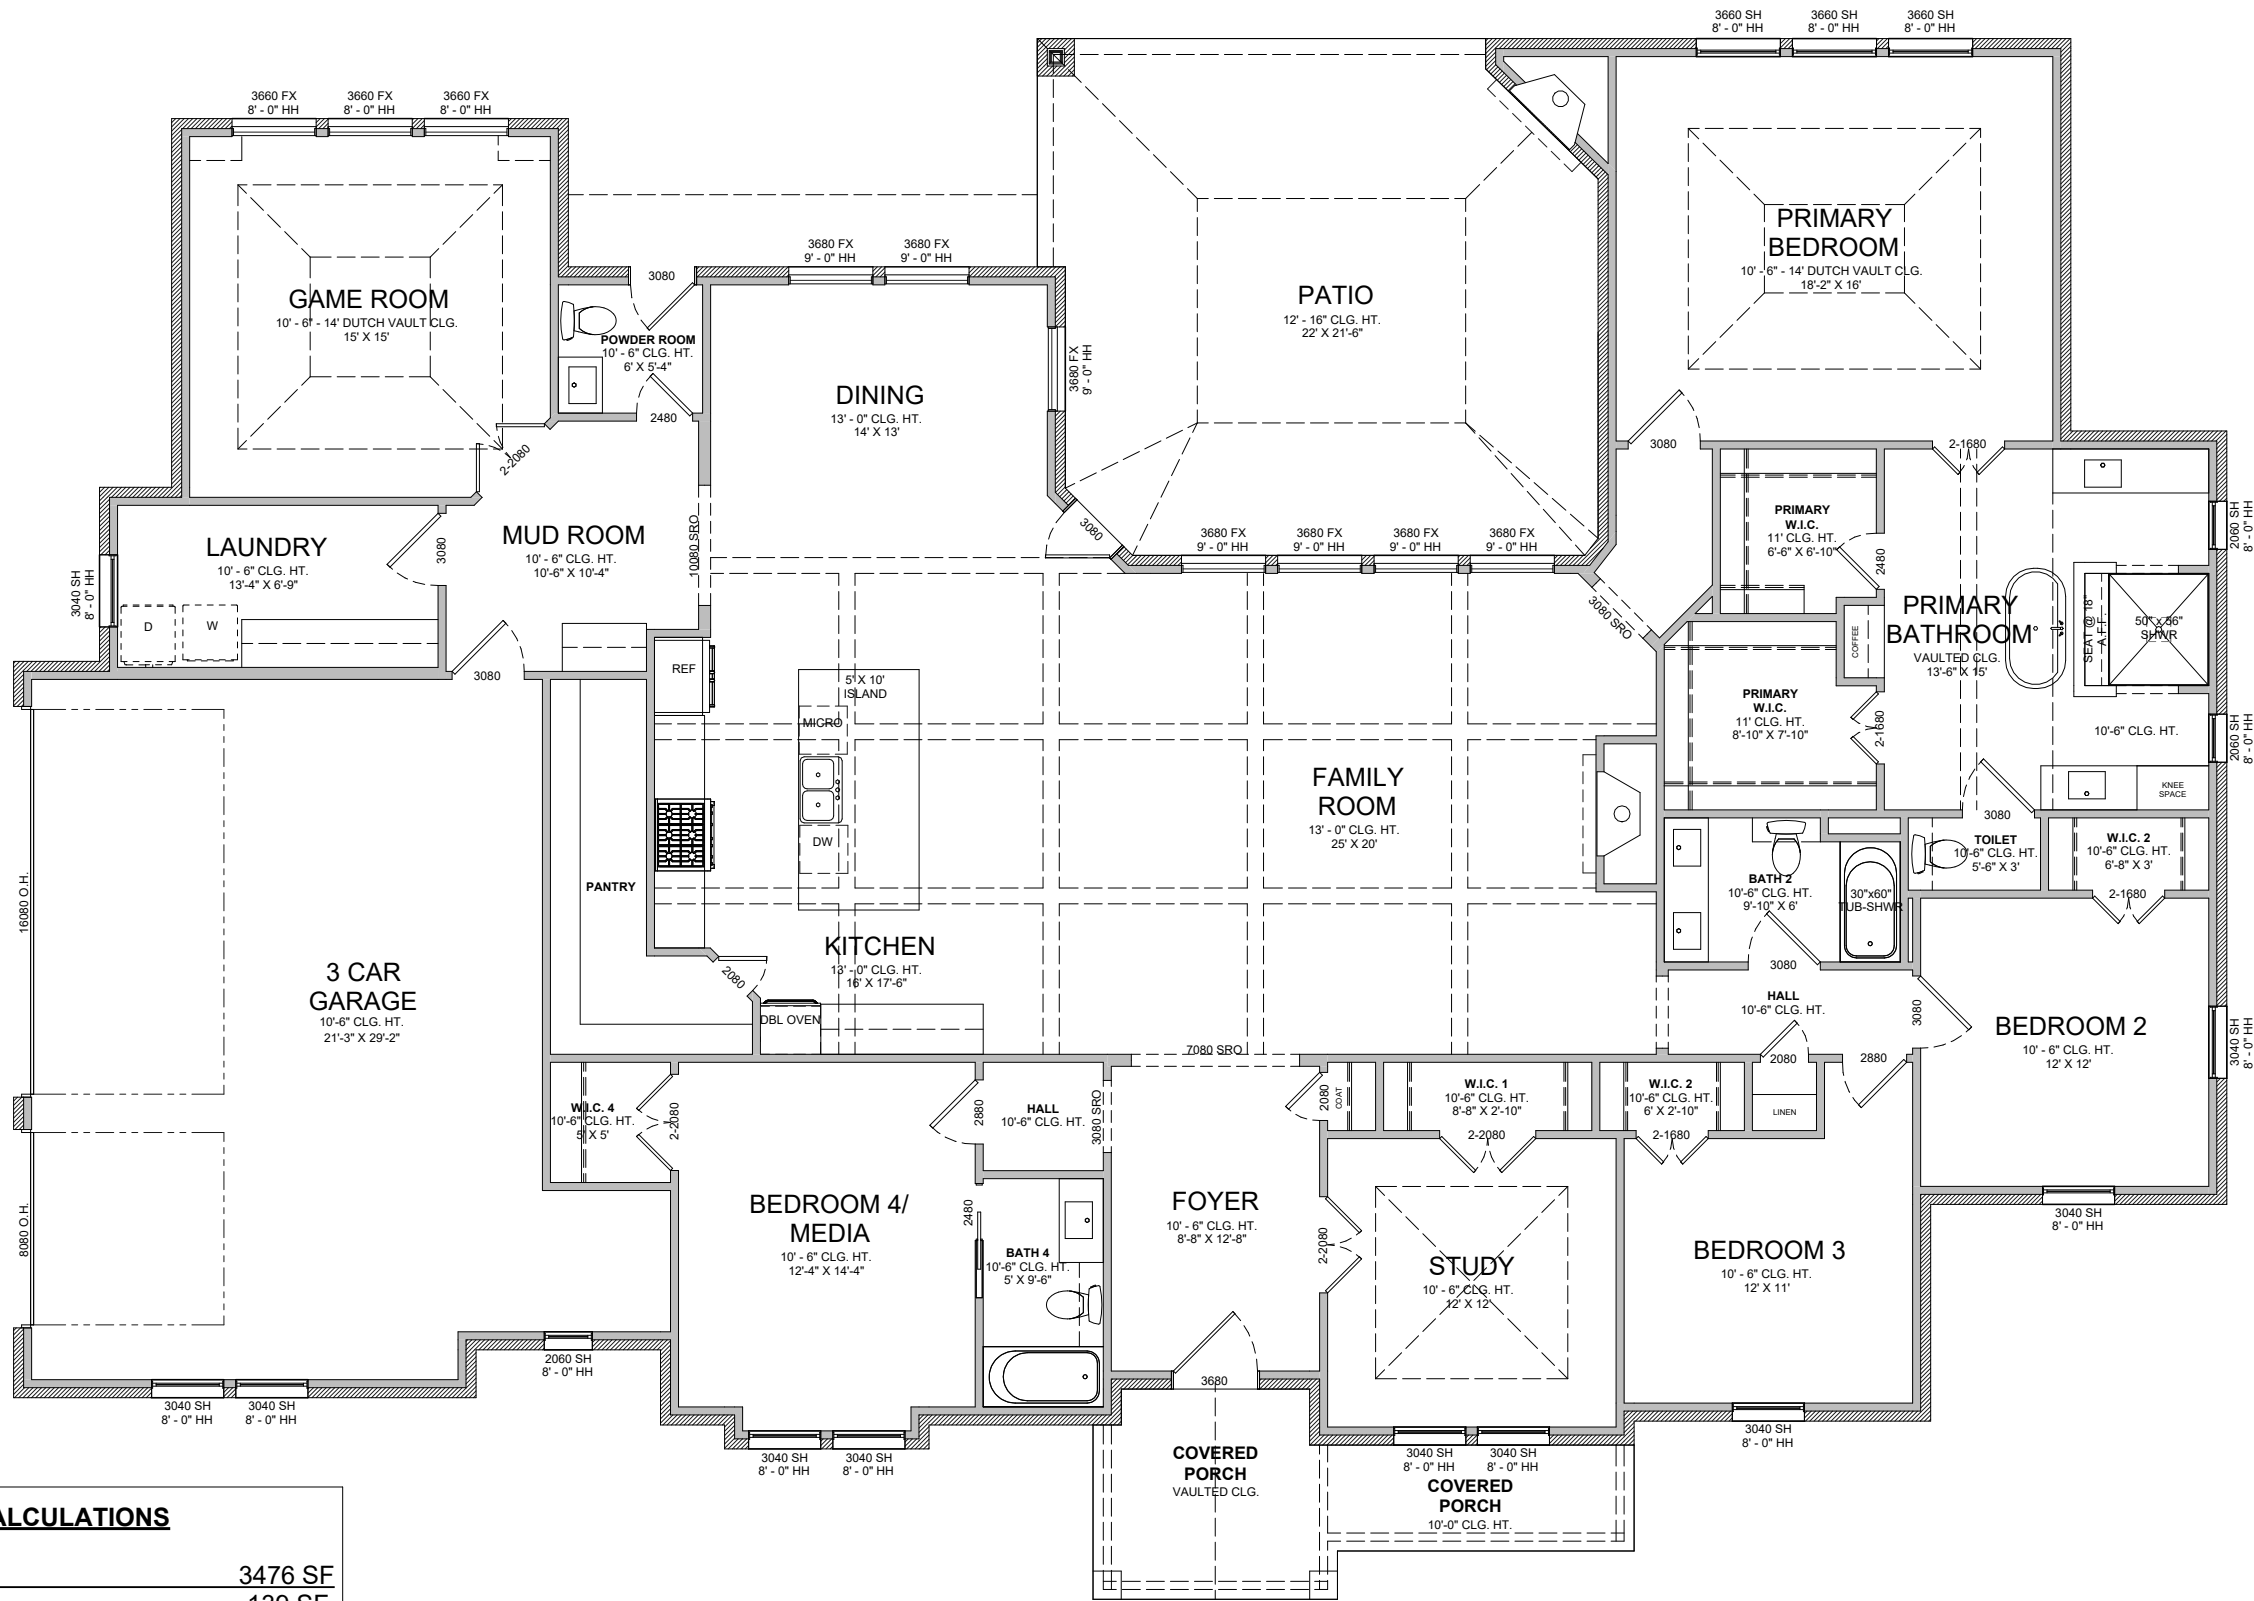 3660 SH
8' - 0" HH
3660 SH
8' - 0" HH
3660 SH
8' - 0" HH
3660 FX
8' - 0" HH
3660 FX
8' - 0" HH
3660 FX
8' - 0" HH
GAME ROOM
10' - 6" - 14' DUTCH VAULT CLG.
15' X 15'
3080
POWDER ROOM
10' - 6" CLG. HT.
6' X 5'-4"
2480
2-2080
3680 FX
9' - 0" HH
3680 FX
9' - 0" HH
DINING
13' - 0" CLG. HT.
14' X 13'
3680 FX
9' - 0" HH
PATIO
12' - 16" CLG. HT.
22' X 21'-6"
PRIMARY
BEDROOM
10' - 6" - 14' DUTCH VAULT CLG.
18'-2" X 16'
3080
2-1680
LAUNDRY
10' - 6" CLG. HT.
13'-4" X 6'-9"
3040 SH
8' - 0" HH
D
W
3080
MUD ROOM
10' - 6" CLG. HT.
10'-6" X 10'-4"
10080 SRO
3080
3080
3680 FX
9' - 0" HH
3680 FX
9' - 0" HH
3680 FX
9' - 0" HH
3680 FX
9' - 0" HH
3080 SRO
PRIMARY
W.I.C.
11' CLG. HT.
6'-6" X 6'-10"
2480
COFFEE
PRIMARY
BATHROOM
VAULTED CLG.
13'-6" X 15'
SEAT @ 18"
A.F.F.
50" x 56"
SHWR
2060 SH
8' - 0" HH
2060 SH
8' - 0" HH
PRIMARY
W.I.C.
11' CLG. HT.
8'-10" X 7'-10"
2-1680
10'-6" CLG. HT.
KNEE
SPACE
3080
REF
5' X 10'
ISLAND
MICRO
DW
FAMILY
ROOM
13' - 0" CLG. HT.
25' X 20'
PANTRY
KITCHEN
13' - 0" CLG. HT.
16' X 17'-6"
2080
DBL OVEN
16080 O.H.
3 CAR
GARAGE
10'-6" CLG. HT.
21'-3" X 29'-2"
8080 O.H.
BATH 2
10'-6" CLG. HT.
9'-10" X 6'
30"x60"
TUB-SHWR
TOILET
10'-6" CLG. HT.
5'-6" X 3'
W.I.C. 2
10'-6" CLG. HT.
6'-8" X 3'
2-1680
3080
HALL
10'-6" CLG. HT.
3080
BEDROOM 2
10' - 6" CLG. HT.
12' X 12'
3040 SH
8' - 0" HH
2080
2880
7080 SRO
W.I.C. 4
10'-6" CLG. HT.
5' X 5'
2-2080
2880
HALL
10'-6" CLG. HT.
3080 SRO
2080
COAT
W.I.C. 1
10'-6" CLG. HT.
8'-8" X 2'-10"
2-2080
W.I.C. 2
10'-6" CLG. HT.
6' X 2'-10"
2-1680
LINEN
BEDROOM 4/
MEDIA
10' - 6" CLG. HT.
12'-4" X 14'-4"
2480
BATH 4
10'-6" CLG. HT.
5' X 9'-6"
FOYER
10' - 6" CLG. HT.
8'-8" X 12'-8"
2-2080
STUDY
10' - 6" CLG. HT.
12' X 12'
BEDROOM 3
10' - 6" CLG. HT.
12' X 11'
3040 SH
8' - 0" HH
2060 SH
8' - 0" HH
3680
3040 SH
8' - 0" HH
3040 SH
8' - 0" HH
3040 SH
8' - 0" HH
3040 SH
8' - 0" HH
3040 SH
8' - 0" HH
3040 SH
8' - 0" HH
3040 SH
8' - 0" HH
COVERED
PORCH
VAULTED CLG.
COVERED
PORCH
10'-0" CLG. HT.
ALCULATIONS
3476 SF